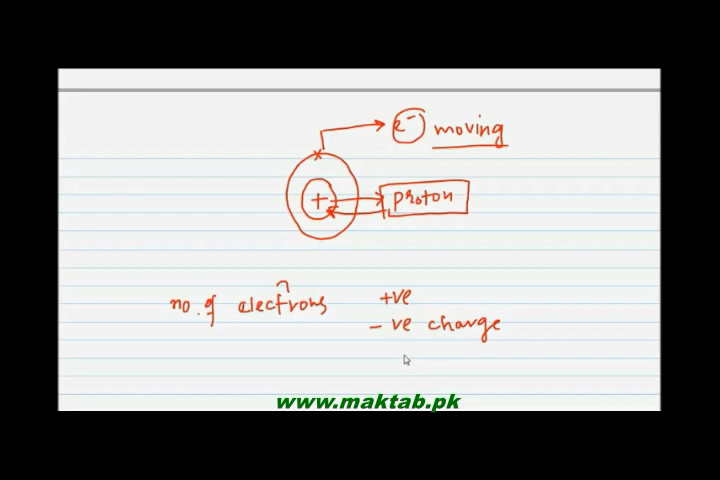 e⁻ moving
+ proton
no. of electrons +ve
- ve charge
www.maktab.pk